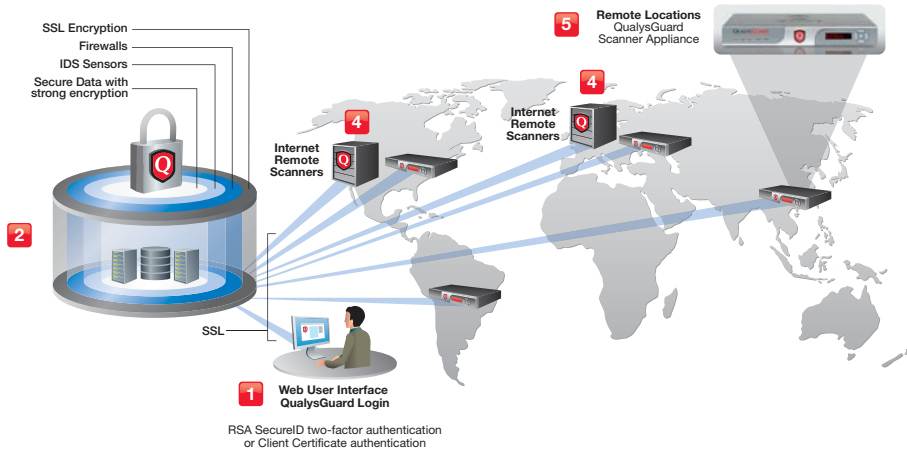 SSL Encryption
Firewalls
IDS Sensors
Secure Data with
strong encryption
Q
2
SSL
1
Web User Interface
QualysGuard Login
RSA SecureID two-factor authentication
or Client Certificate authentication
4
Internet
Remote
Scanners
Q
4
Internet
Remote
Scanners
Q
5
Remote Locations
QualysGuard
Scanner Appliance
QUALYSGUARD